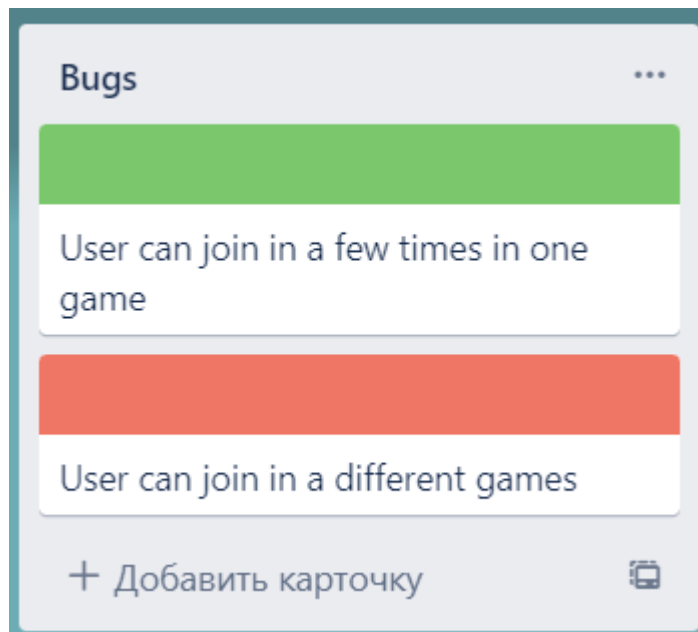 Bugs
User can join in a few times in one
game
User can join in a different games
Добавить карточку